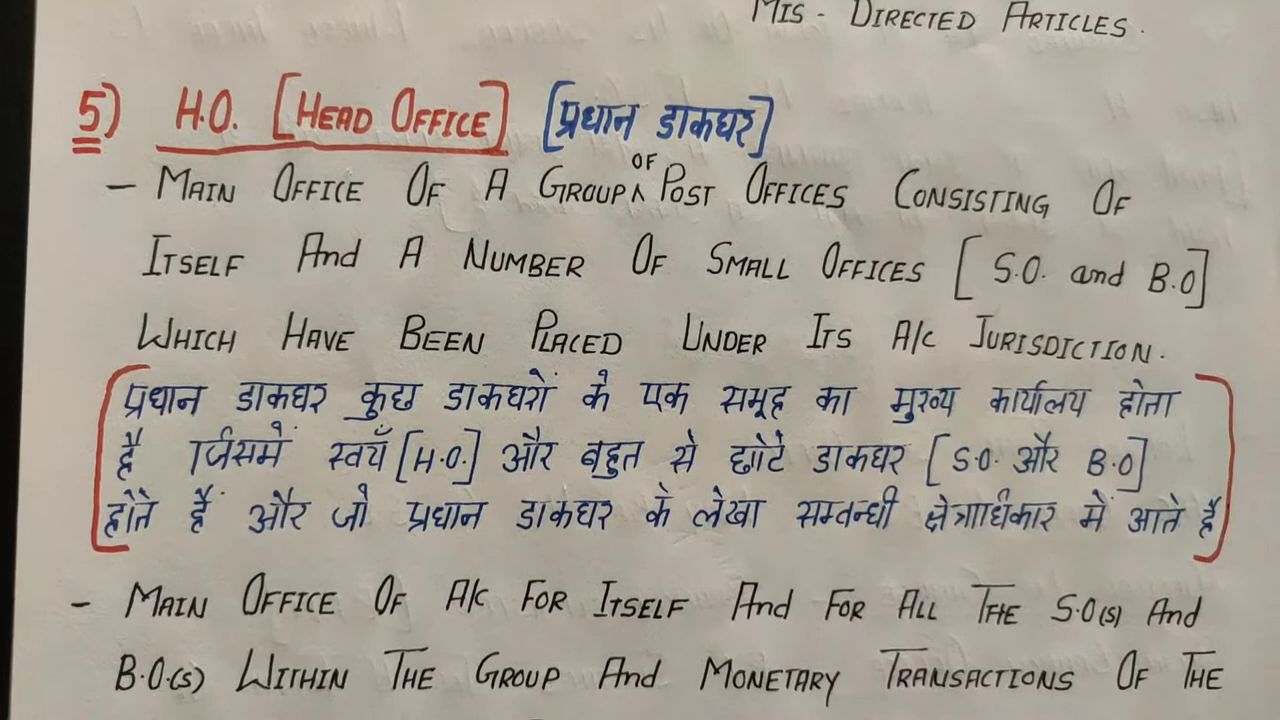 MIS - DIRECTED ARTICLES.
5) H.O. [HEAD OFFICE] [प्रधान डाकघर]
- MAIN OFFICE OF A GROUP OF POST OFFICES CONSISTING OF
ITSELF And A NUMBER OF SMALL OFFICES [S.O. and B.O]
WHICH HAVE BEEN PLACED UNDER ITS A/c JURISDICTION.
[प्रधान डाकघर कुछ डाकघरों के एक समूह का मुख्य कार्यालय होता
है जिसमें स्वयँ [H.O.] और बहुत से छोटे डाकघर [S.O. और B.O]
होते हैं और जो प्रधान डाकघर के लेखा सम्वन्धी क्षेत्राधिकार में आते हैं]
- MAIN OFFICE OF A/c FOR ITSELF And FOR ALL THE S.O(s) And
B.O.(s) WITHIN THE GROUP And MONETARY TRANSACTIONS OF THE